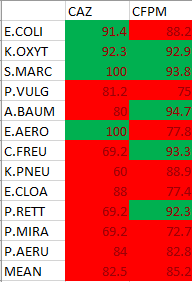 CAZ CFPM
E.COLI 91.4 88.2
K.OXYT 92.3 92.9
S.MARC 100 93.8
P.VULG 81.2 75
A.BAUM 80 94.7
E.AERO 100 77.8
C.FREU 69.2 93.3
K.PNEU 60 88.9
E.CLOA 88 77.4
P.RETT 69.2 92.3
P.MIRA 69.2 72.7
P.AERU 84 82.8
MEAN 82.5 85.2